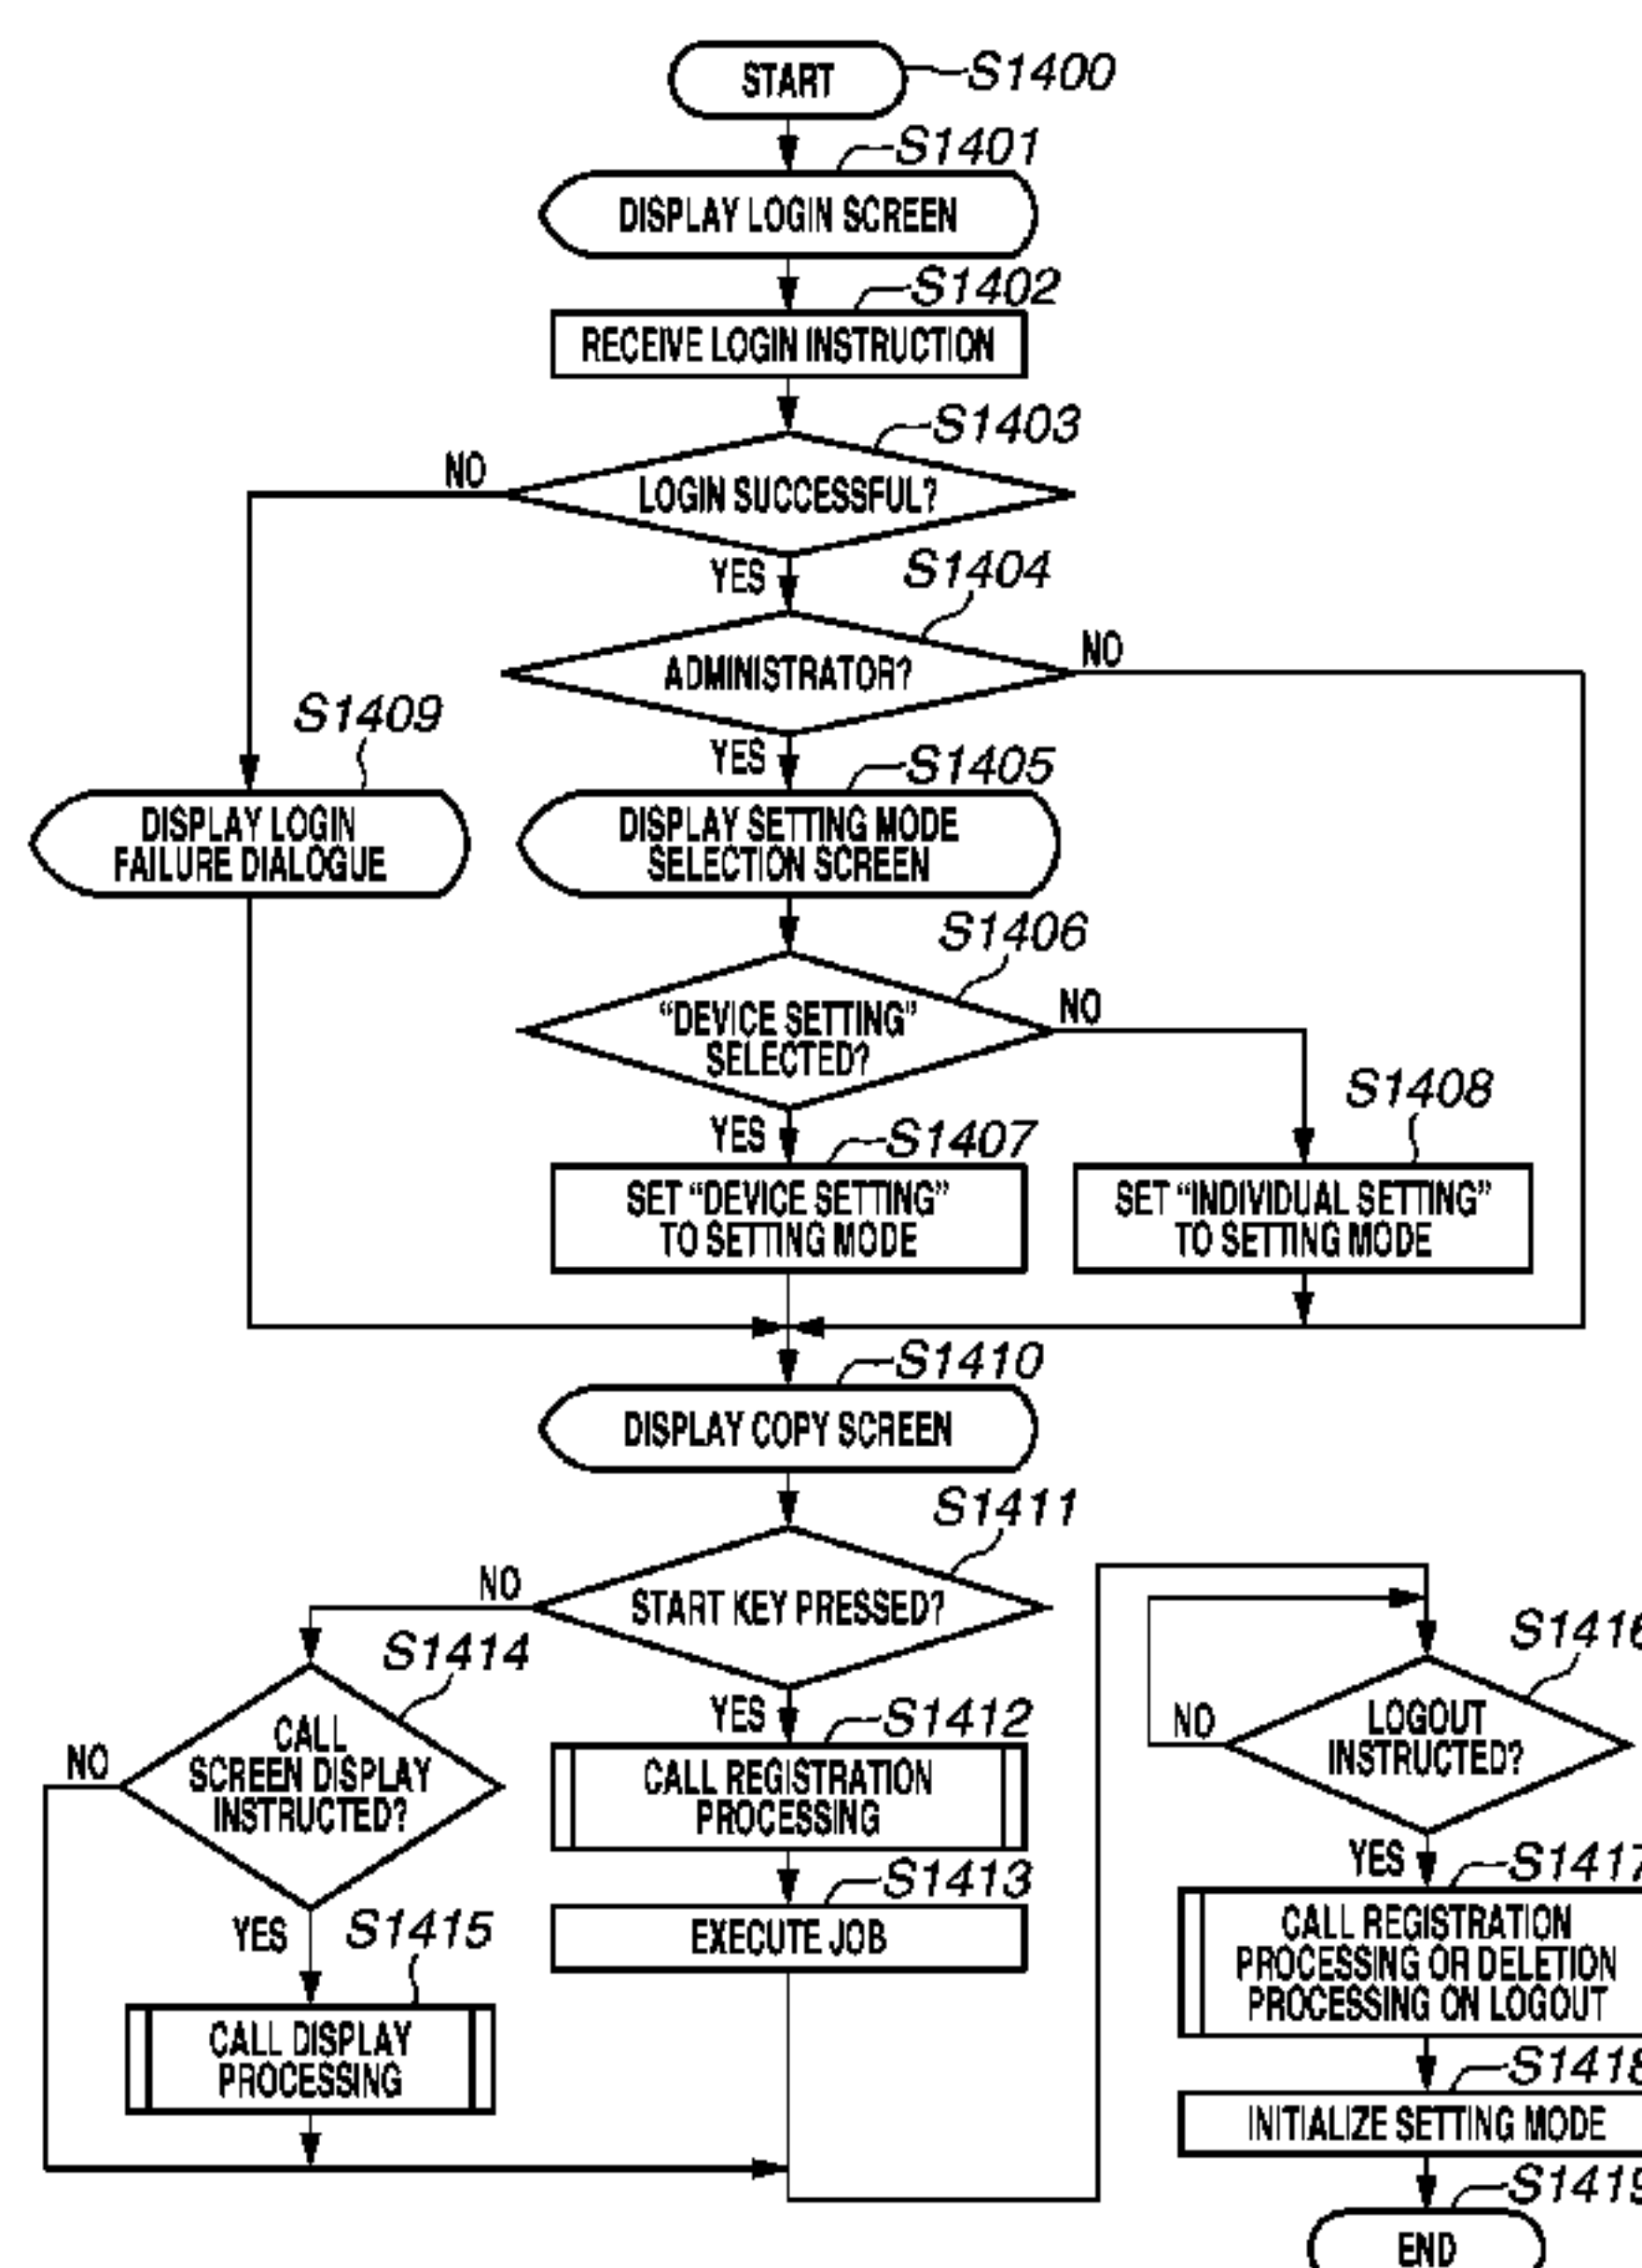 START
S1400
S1401
DISPLAY LOGIN SCREEN
S1402
RECEIVE LOGIN INSTRUCTION
S1403
NO
LOGIN SUCCESSFUL?
YES
S1404
NO
ADMINISTRATOR?
S1409
YES
S1405
DISPLAY LOGIN
FAILURE DIALOGUE
DISPLAY SETTING MODE
SELECTION SCREEN
S1406
NO
“DEVICE SETTING”
SELECTED?
S1408
YES
S1407
SET “DEVICE SETTING”
TO SETTING MODE
SET “INDIVIDUAL SETTING”
TO SETTING MODE
S1410
DISPLAY COPY SCREEN
S1411
NO
START KEY PRESSED?
S1414
S1416
CALL
SCREEN DISPLAY
INSTRUCTED?
NO
YES
S1412
CALL REGISTRATION
PROCESSING
NO
LOGOUT
INSTRUCTED?
YES
S1417
S1413
EXECUTE JOB
YES
S1415
CALL DISPLAY
PROCESSING
CALL REGISTRATION
PROCESSING OR DELETION
PROCESSING ON LOGOUT
S1418
INITIALIZE SETTING MODE
S1419
END